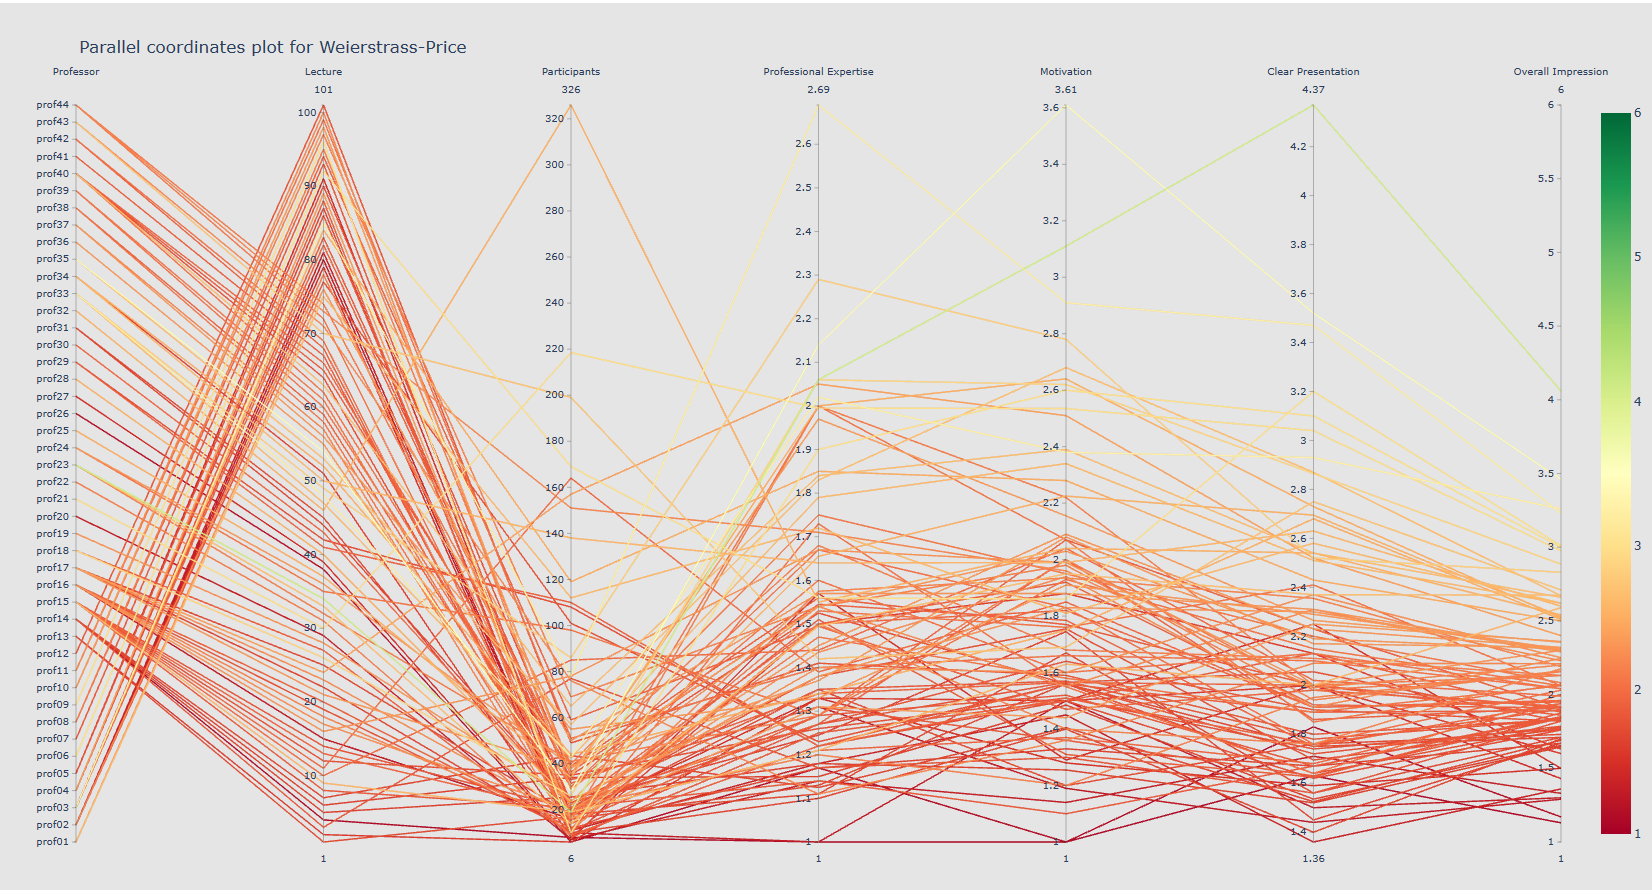 Parallel coordinates plot for Weierstrass-Price
Professor Lecture Participants Professional Expertise Motivation Clear Presentation Overall Impression
101 326 2.69 3.61 4.37 6
prof44
prof43
prof42
prof41
prof40
prof39
prof38
prof37
prof36
prof35
prof34
prof33
prof32
prof31
prof30
prof29
prof28
prof27
prof26
prof25
prof24
prof23
prof22
prof21
prof20
prof19
prof18
prof17
prof16
prof15
prof14
prof13
prof12
prof11
prof10
prof09
prof08
prof07
prof06
prof05
prof04
prof03
prof02
prof01
100
90
80
70
60
50
40
30
20
10
320
300
280
260
240
220
200
180
160
140
120
100
80
60
40
20
2.6
2.5
2.4
2.3
2.2
2.1
2
1.9
1.8
1.7
1.6
1.5
1.4
1.3
1.2
1.1
1
3.6
3.4
3.2
3
2.8
2.6
2.4
2.2
2
1.8
1.6
1.4
1.2
1
4.2
4
3.8
3.6
3.4
3.2
3
2.8
2.6
2.4
2.2
2
1.8
1.6
1.4
6
5.5
5
4.5
4
3.5
3
2.5
2
1.5
1
6
5
4
3
2
1
1 6 1 1 1.36 1